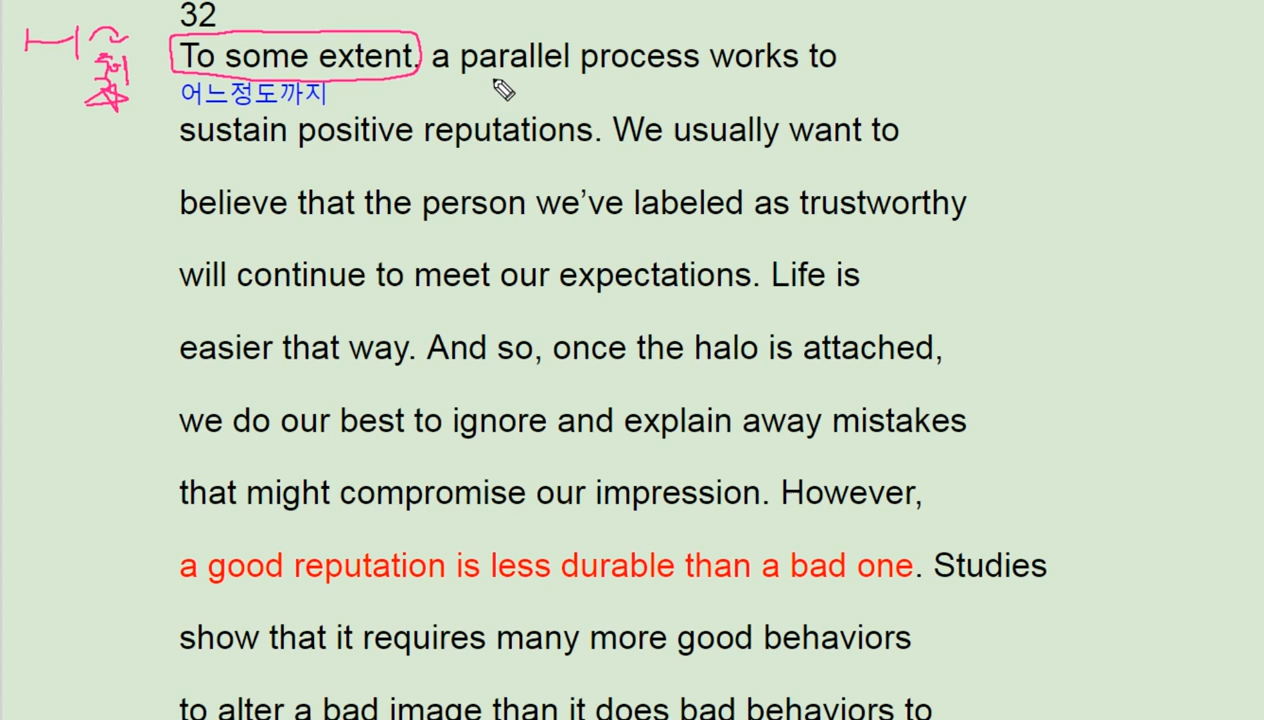 32
To some extent, a parallel process works to
어느정도까지
sustain positive reputations. We usually want to
believe that the person we’ve labeled as trustworthy
will continue to meet our expectations. Life is
easier that way. And so, once the halo is attached,
we do our best to ignore and explain away mistakes
that might compromise our impression. However,
a good reputation is less durable than a bad one. Studies
show that it requires many more good behaviors
to alter a bad image than it does bad behaviors to